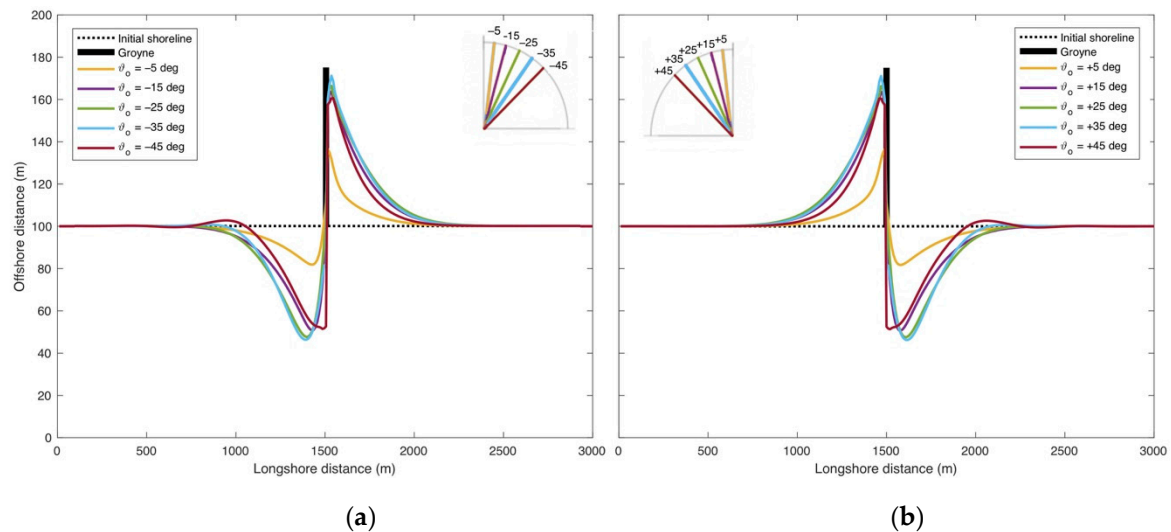 200
180
160
140
120
100
80
60
40
20
0
Offshore distance (m)
Initial shoreline
Groyne
ϑo = −5 deg
ϑo = −15 deg
ϑo = −25 deg
ϑo = −35 deg
ϑo = −45 deg
−5
−15
−25
−35
−45
0 500 1000 1500 2000 2500 3000
Longshore distance (m)
(a)
+5
+15
+25
+35
+45
Initial shoreline
Groyne
ϑo = +5 deg
ϑo = +15 deg
ϑo = +25 deg
ϑo = +35 deg
ϑo = +45 deg
0 500 1000 1500 2000 2500 3000
Longshore distance (m)
(b)